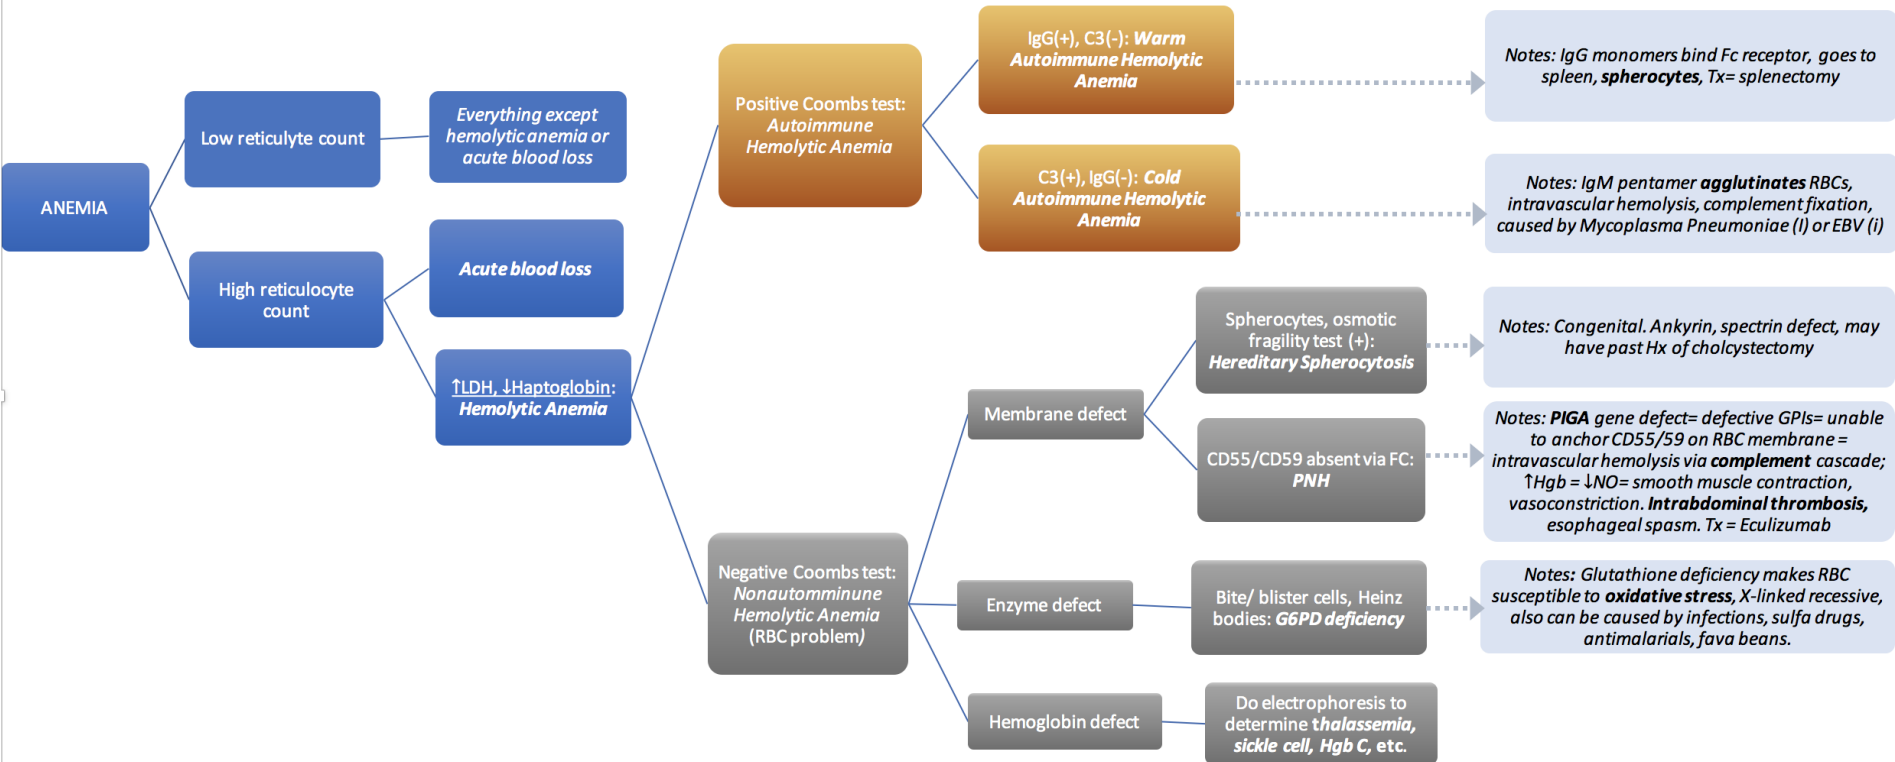 ANEMIA
Low reticulyte count
Everything except
hemolytic anemia or
acute blood loss
High reticulocyte
count
Acute blood loss
↑LDH, ↓Haptoglobin:
Hemolytic Anemia
Positive Coombs test:
Autoimmune
Hemolytic Anemia
IgG(+), C3(-): Warm
Autoimmune Hemolytic
Anemia
Notes: IgG monomers bind Fc receptor, goes to
spleen, spherocytes, Tx= splenectomy
C3(+), IgG(-): Cold
Autoimmune Hemolytic
Anemia
Notes: IgM pentamer agglutinates RBCs,
intravascular hemolysis, complement fixation,
caused by Mycoplasma Pneumoniae (I) or EBV (i)
Negative Coombs test:
Nonautomminune
Hemolytic Anemia
(RBC problem)
Membrane defect
Spherocytes, osmotic
fragility test (+):
Hereditary Spherocytosis
Notes: Congenital. Ankyrin, spectrin defect, may
have past Hx of cholcystectomy
CD55/CD59 absent via FC:
PNH
Notes: PIGA gene defect= defective GPIs= unable
to anchor CD55/59 on RBC membrane =
intravascular hemolysis via complement cascade;
↑Hgb = ↓NO= smooth muscle contraction,
vasoconstriction. Intrabdominal thrombosis,
esophageal spasm. Tx = Eculizumab
Enzyme defect
Bite/ blister cells, Heinz
bodies: G6PD deficiency
Notes: Glutathione deficiency makes RBC
susceptible to oxidative stress, X-linked recessive,
also can be caused by infections, sulfa drugs,
antimalarials, fava beans.
Hemoglobin defect
Do electrophoresis to
determine thalassemia,
sickle cell, Hgb C, etc.